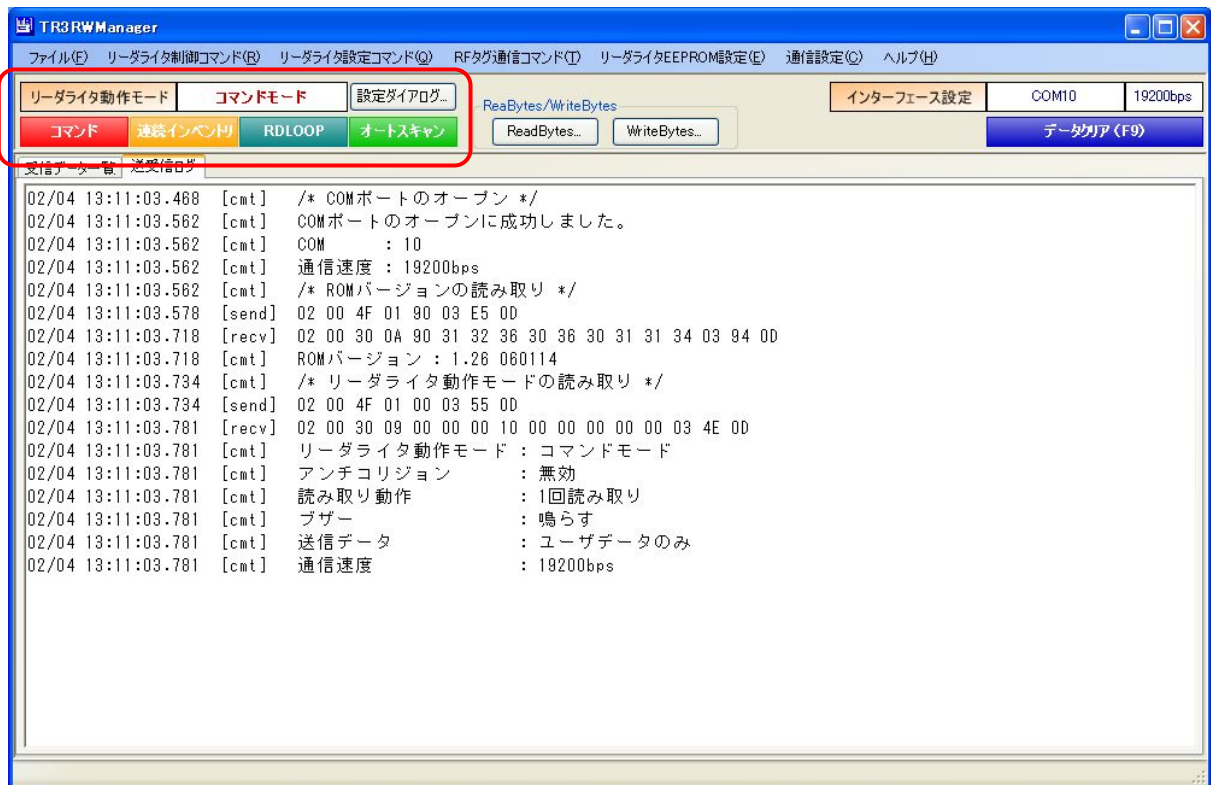 TR3RWManager
ファイル(F) リーダライタ制御コマンド(R) リーダライタ設定コマンド(Q) RFタグ通信コマンド(T) リーダライタEEPROM設定(E) 通信設定(C) ヘルプ(H)
リーダライタ動作モード コマンドモード 設定ダイアログ... ReaBytes/WriteBytes インターフェース設定 COM10 19200bps
コマンド 連続インベントリ RDLOOP オートスキャン ReadBytes... WriteBytes... データクリア(F9)
受信データ一覧 送受信ログ
02/04 13:11:03.468 [cmt] /* COMポートのオープン */
02/04 13:11:03.562 [cmt] COMポートのオープンに成功しました。
02/04 13:11:03.562 [cmt] COM : 10
02/04 13:11:03.562 [cmt] 通信速度 : 19200bps
02/04 13:11:03.562 [cmt] /* ROMバージョンの読み取り */
02/04 13:11:03.578 [send] 02 00 4F 01 90 03 E5 0D
02/04 13:11:03.718 [recv] 02 00 30 0A 90 31 32 36 30 36 30 31 31 34 03 94 0D
02/04 13:11:03.718 [cmt] ROMバージョン : 1.26 060114
02/04 13:11:03.734 [cmt] /* リーダライタ動作モードの読み取り */
02/04 13:11:03.734 [send] 02 00 4F 01 00 03 55 0D
02/04 13:11:03.781 [recv] 02 00 30 09 00 00 00 10 00 00 00 00 00 03 4E 0D
02/04 13:11:03.781 [cmt] リーダライタ動作モード : コマンドモード
02/04 13:11:03.781 [cmt] アンチコリジョン : 無効
02/04 13:11:03.781 [cmt] 読み取り動作 : 1回読み取り
02/04 13:11:03.781 [cmt] ブザー : 鳴らす
02/04 13:11:03.781 [cmt] 送信データ : ユーザデータのみ
02/04 13:11:03.781 [cmt] 通信速度 : 19200bps